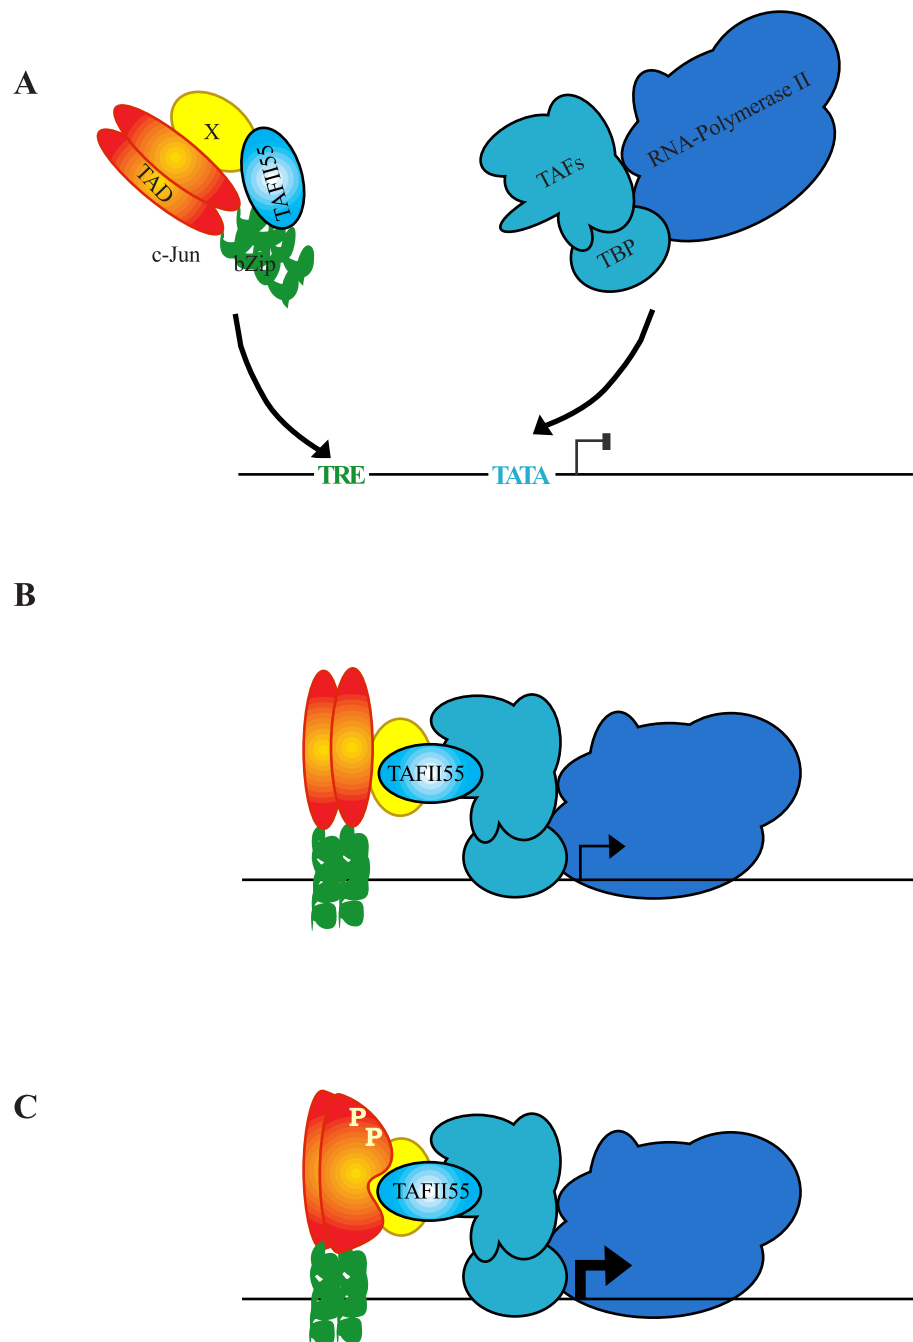 A
X
TAFII55
TAD
c-Jun
bZip
RNA-Polymerase II
TAFs
TBP
TRE
TATA
B
TAFII55
C
P
P
TAFII55